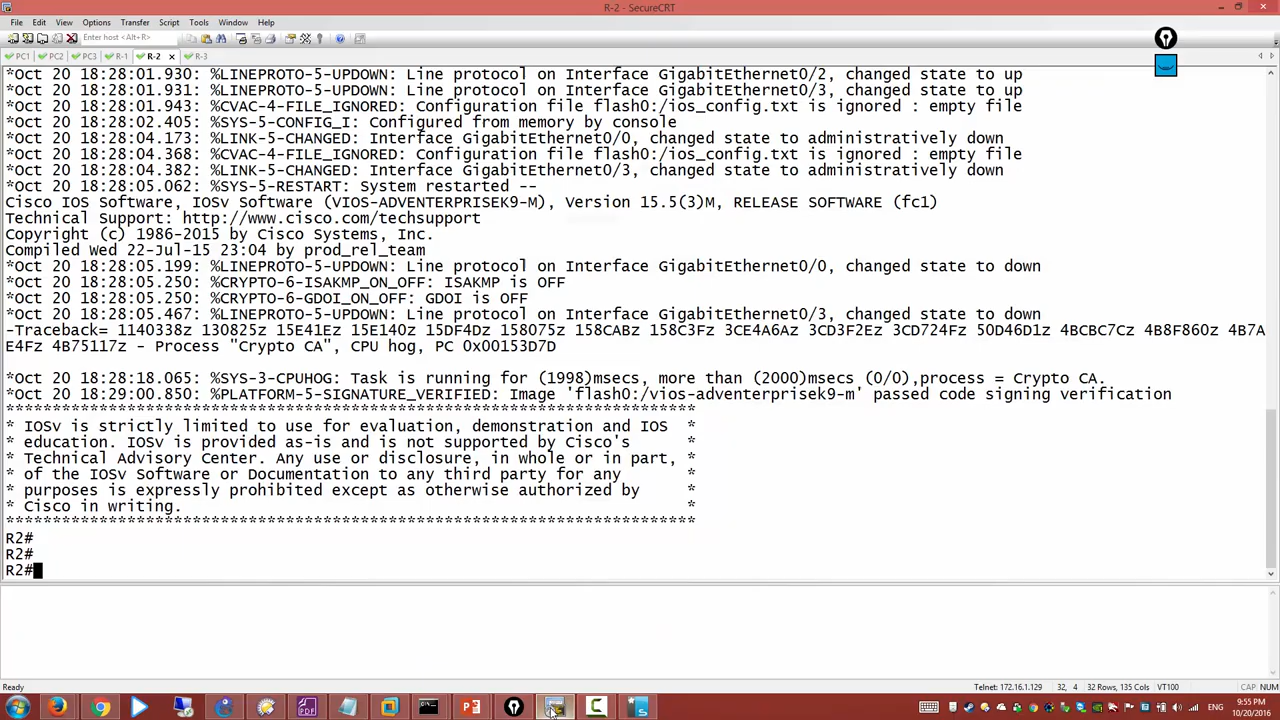 R-2 - SecureCRT
File Edit View Options Transfer Script Tools Window Help
Enter host <Alt+R>
PC1 PC2 PC3 R-1 R-2 R-3
*Oct 20 18:28:01.930: %LINEPROTO-5-UPDOWN: Line protocol on Interface GigabitEthernet0/2, changed state to up
*Oct 20 18:28:01.931: %LINEPROTO-5-UPDOWN: Line protocol on Interface GigabitEthernet0/3, changed state to up
*Oct 20 18:28:01.943: %CVAC-4-FILE_IGNORED: Configuration file flash0:/ios_config.txt is ignored : empty file
*Oct 20 18:28:02.405: %SYS-5-CONFIG_I: Configured from memory by console
*Oct 20 18:28:04.173: %LINK-5-CHANGED: Interface GigabitEthernet0/0, changed state to administratively down
*Oct 20 18:28:04.368: %CVAC-4-FILE_IGNORED: Configuration file flash0:/ios_config.txt is ignored : empty file
*Oct 20 18:28:04.382: %LINK-5-CHANGED: Interface GigabitEthernet0/3, changed state to administratively down
*Oct 20 18:28:05.062: %SYS-5-RESTART: System restarted --
Cisco IOS Software, IOSv Software (VIOS-ADVENTERPRISEK9-M), Version 15.5(3)M, RELEASE SOFTWARE (fc1)
Technical Support: http://www.cisco.com/techsupport
Copyright (c) 1986-2015 by Cisco Systems, Inc.
Compiled Wed 22-Jul-15 23:04 by prod_rel_team
*Oct 20 18:28:05.199: %LINEPROTO-5-UPDOWN: Line protocol on Interface GigabitEthernet0/0, changed state to down
*Oct 20 18:28:05.250: %CRYPTO-6-ISAKMP_ON_OFF: ISAKMP is OFF
*Oct 20 18:28:05.250: %CRYPTO-6-GDOI_ON_OFF: GDOI is OFF
*Oct 20 18:28:05.467: %LINEPROTO-5-UPDOWN: Line protocol on Interface GigabitEthernet0/3, changed state to down
-Traceback= 1140338z 130825z 15E41Ez 15E140z 15DF4Dz 158075z 158CABz 158C3Fz 3CE4A6Az 3CD3F2Ez 3CD724Fz 50D46D1z 4BCBC7Cz 4B8F860z 4B7A
E4Fz 4B75117z - Process "Crypto CA", CPU hog, PC 0x00153D7D
*Oct 20 18:28:18.065: %SYS-3-CPUHOG: Task is running for (1998)msecs, more than (2000)msecs (0/0),process = Crypto CA.
*Oct 20 18:29:00.850: %PLATFORM-5-SIGNATURE_VERIFIED: Image 'flash0:/vios-adventerprisek9-m' passed code signing verification
**************************************************************************
* IOSv is strictly limited to use for evaluation, demonstration and IOS *
* education. IOSv is provided as-is and is not supported by Cisco's *
* Technical Advisory Center. Any use or disclosure, in whole or in part, *
* of the IOSv Software or Documentation to any third party for any *
* purposes is expressly prohibited except as otherwise authorized by *
* Cisco in writing. *
**************************************************************************
R2#
R2#
R2#
Ready Telnet: 172.16.1.129 32, 4 32 Rows, 135 Cols VT100 CAP NUM
ENG 9:55 PM
10/20/2016